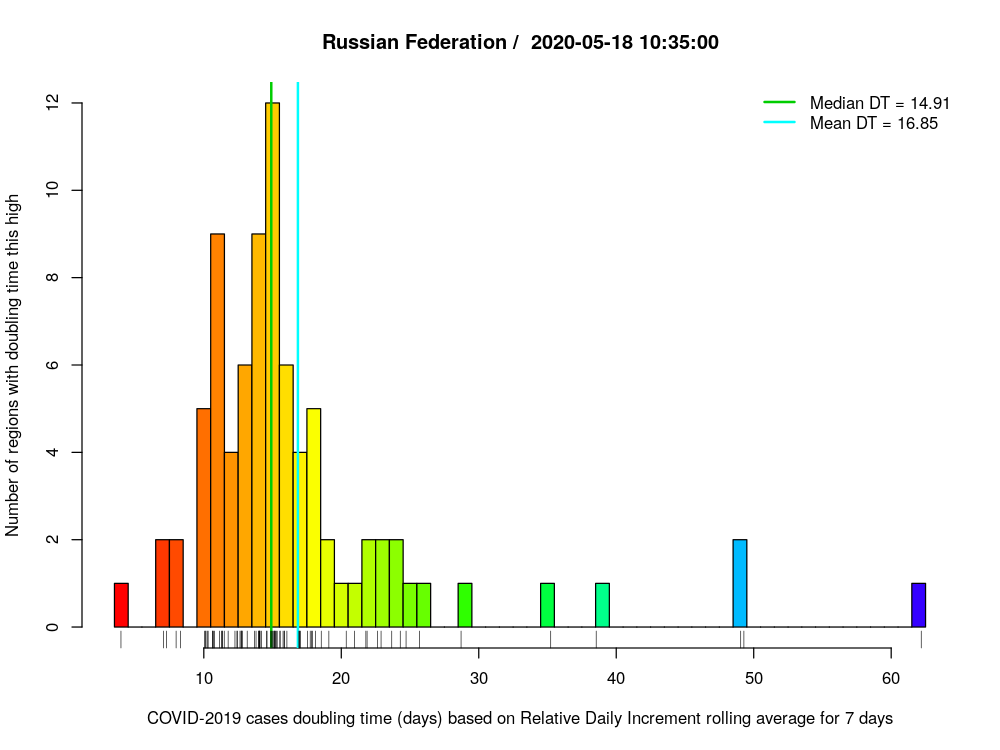 Russian Federation /  2020-05-18 10:35:00
Median DT = 14.91
Mean DT = 16.85
Number of regions with doubling time this high
12
10
8
6
4
2
0
10 20 30 40 50 60
COVID-2019 cases doubling time (days) based on Relative Daily Increment rolling average for 7 days